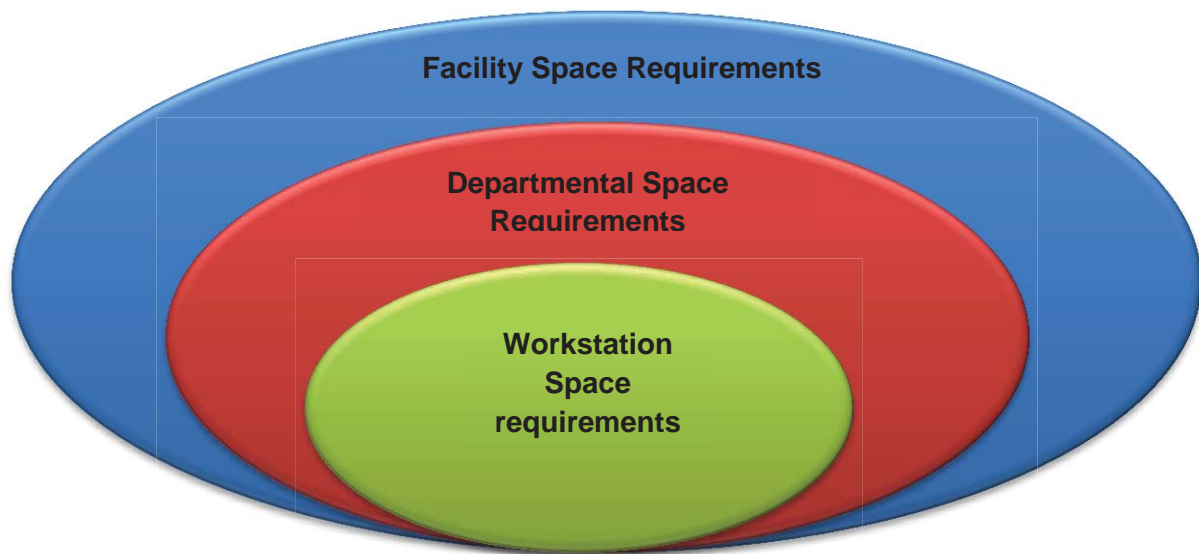 Facility Space Requirements
Departmental Space
Requirements
Workstation
Space
requirements